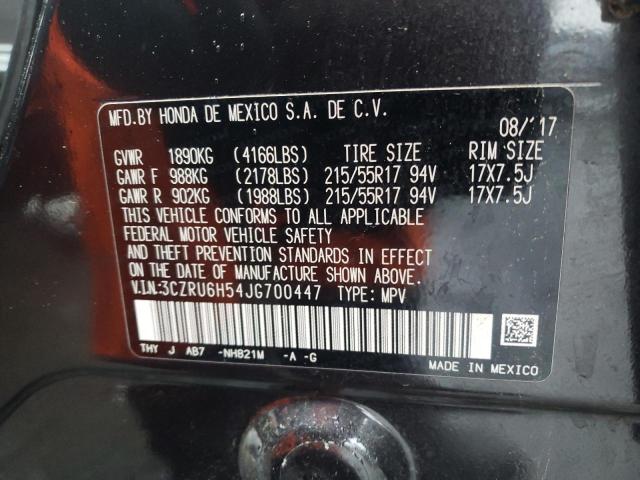 MFD.BY HONDA DE MEXICO S.A. DE C.V.
08/'17
GVWR 1890KG (4166LBS) TIRE SIZE RIM SIZE
GAWR F 988KG (2178LBS) 215/55R17 94V 17X7.5J
GAWR R 902KG (1988LBS) 215/55R17 94V 17X7.5J
THIS VEHICLE CONFORMS TO ALL APPLICABLE
FEDERAL MOTOR VEHICLE SAFETY
AND THEFT PREVENTION STANDARDS IN EFFECT
ON THE DATE OF MANUFACTURE SHOWN ABOVE.
V.I.N.:3CZRU6H54JG700447 TYPE: MPV
THY J AB7 -NH821M -A -G
MADE IN MEXICO